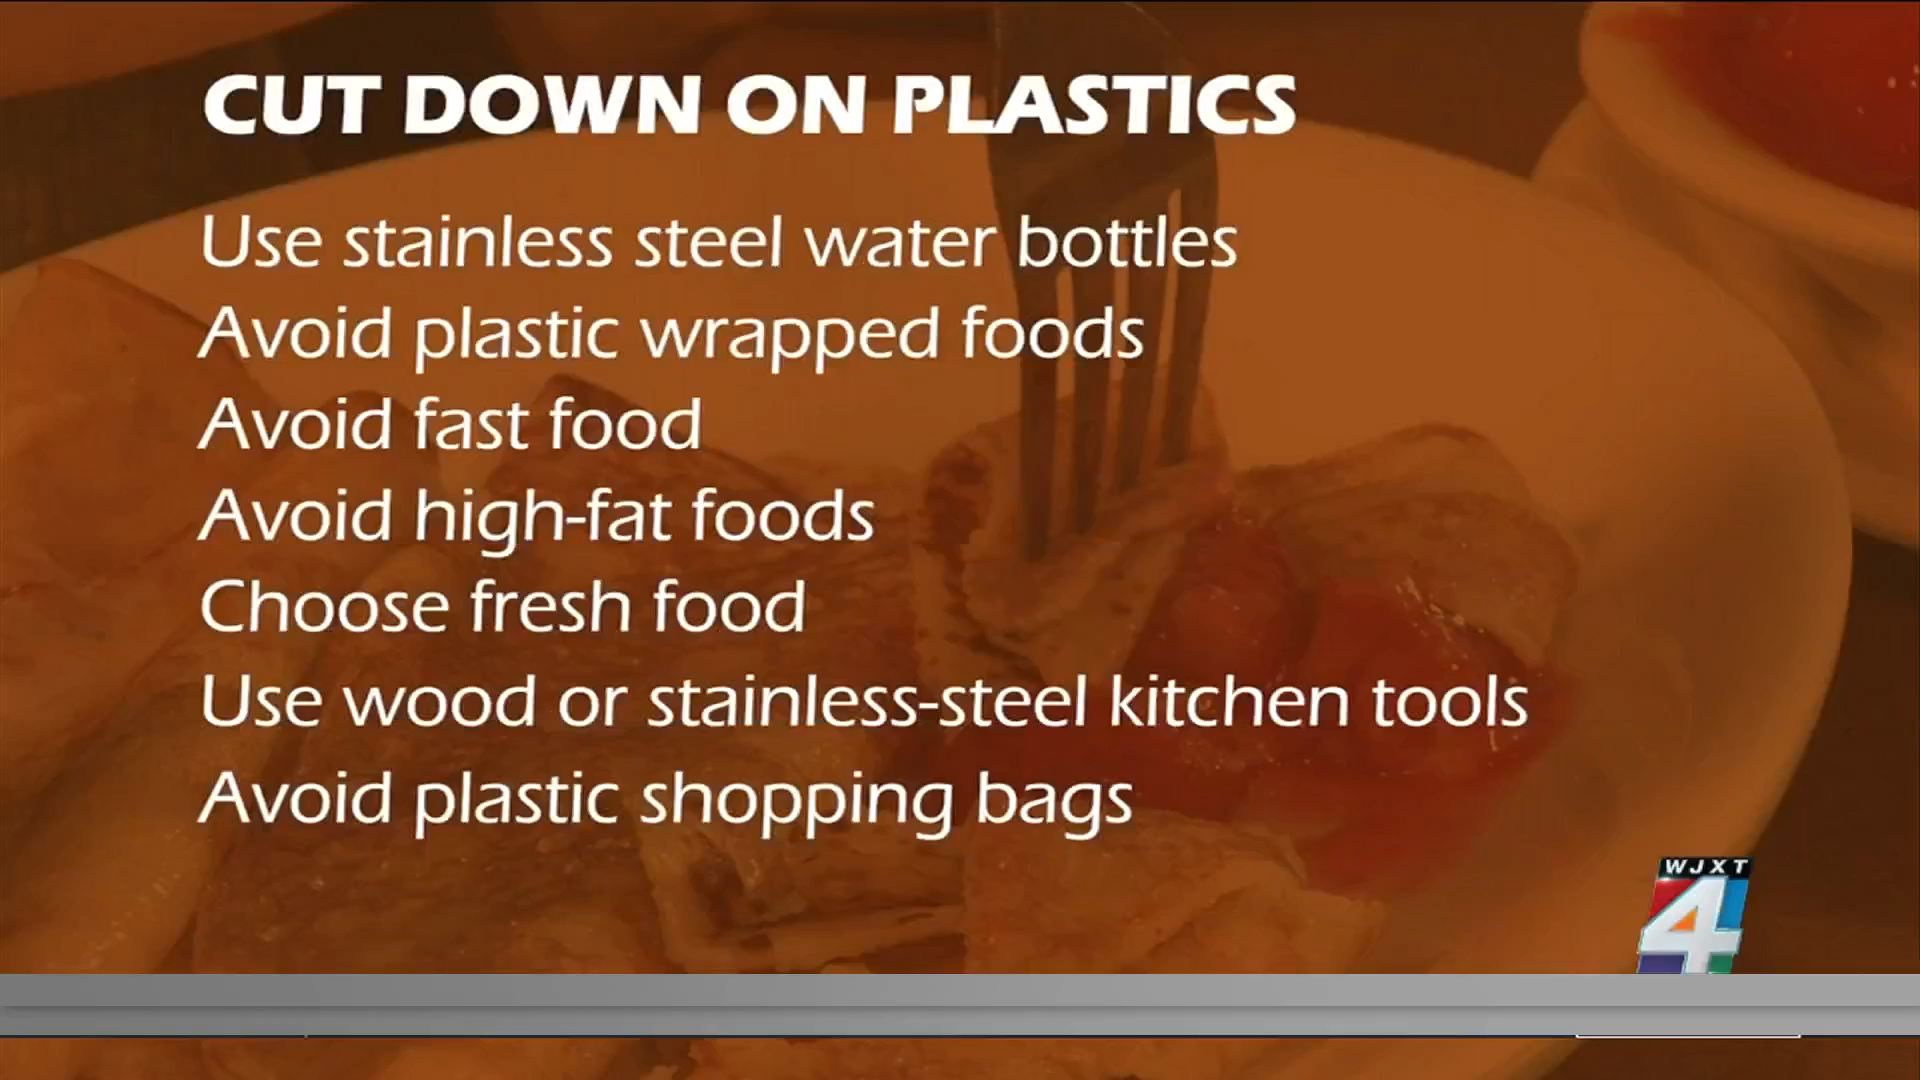 CUT DOWN ON PLASTICS
Use stainless steel water bottles
Avoid plastic wrapped foods
Avoid fast food
Avoid high-fat foods
Choose fresh food
Use wood or stainless-steel kitchen tools
Avoid plastic shopping bags
WJXT
4